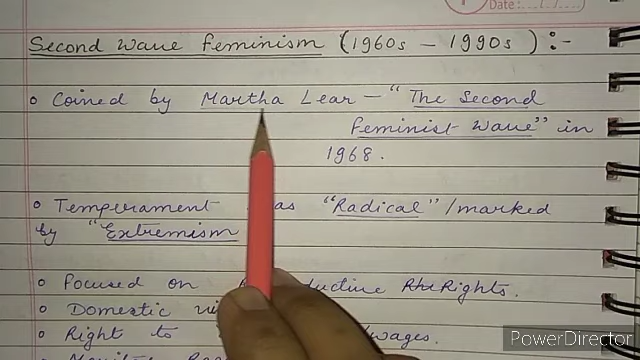 Date:
Second Wave Feminism (1960s - 1990s) :-
o Coined by Martha Lear - "The Second
Feminist Wave" in
1968.
o Temperament as "Radical" /marked
by "Extremism
o Focused on Rights.
o Domestic
o Right to wages.
PowerDirector